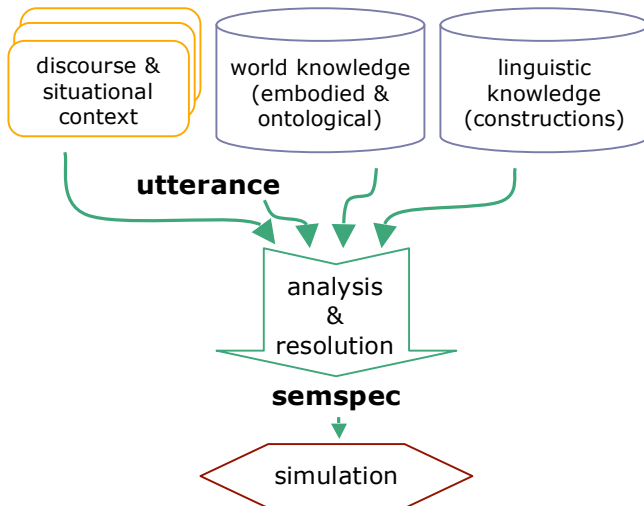 discourse &
situational
context
world knowledge
(embodied &
ontological)
linguistic
knowledge
(constructions)
utterance
analysis
&
resolution
semspec
simulation